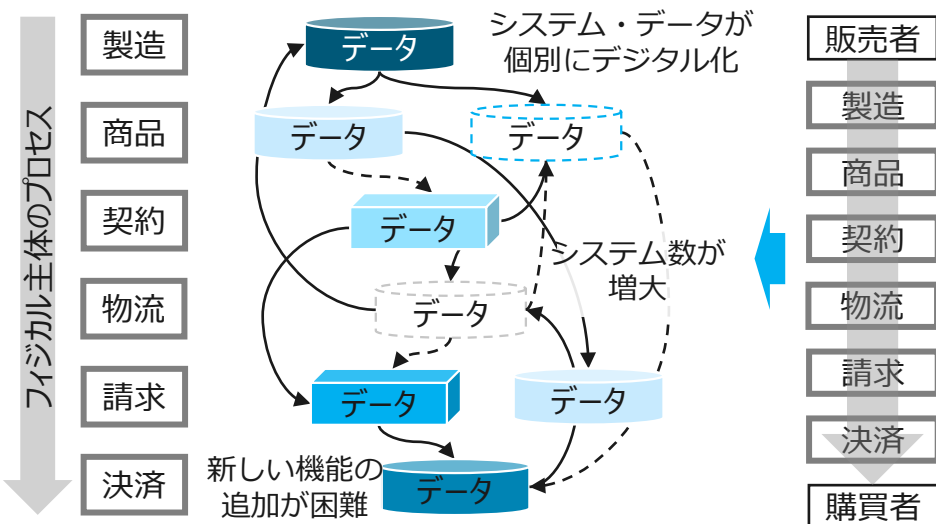 フィジカル主体のプロセス
製造
商品
契約
物流
請求
決済
システム・データが
個別にデジタル化
データ
データ
データ
データ
システム数が
増大
データ
データ
データ
新しい機能の
追加が困難
データ
販売者
製造
商品
契約
物流
請求
決済
購買者